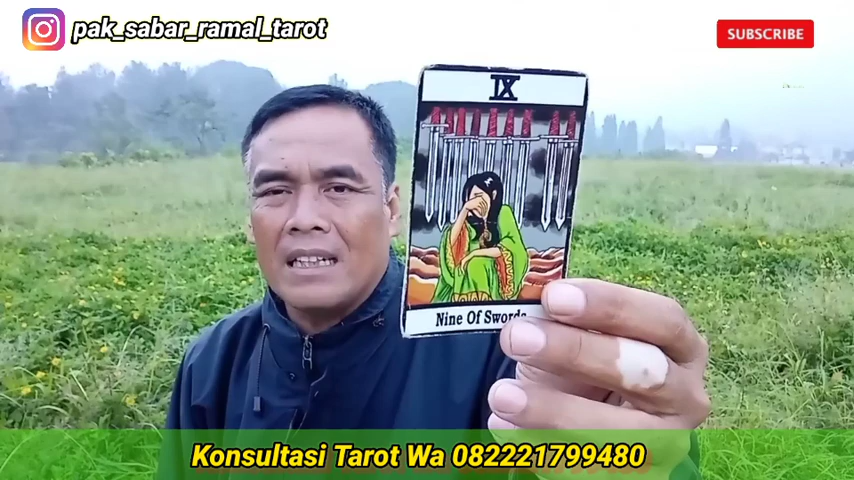 pak_sabar_ramal_tarot
SUBSCRIBE
IX
Nine Of Swords
Konsultasi Tarot Wa 082221799480